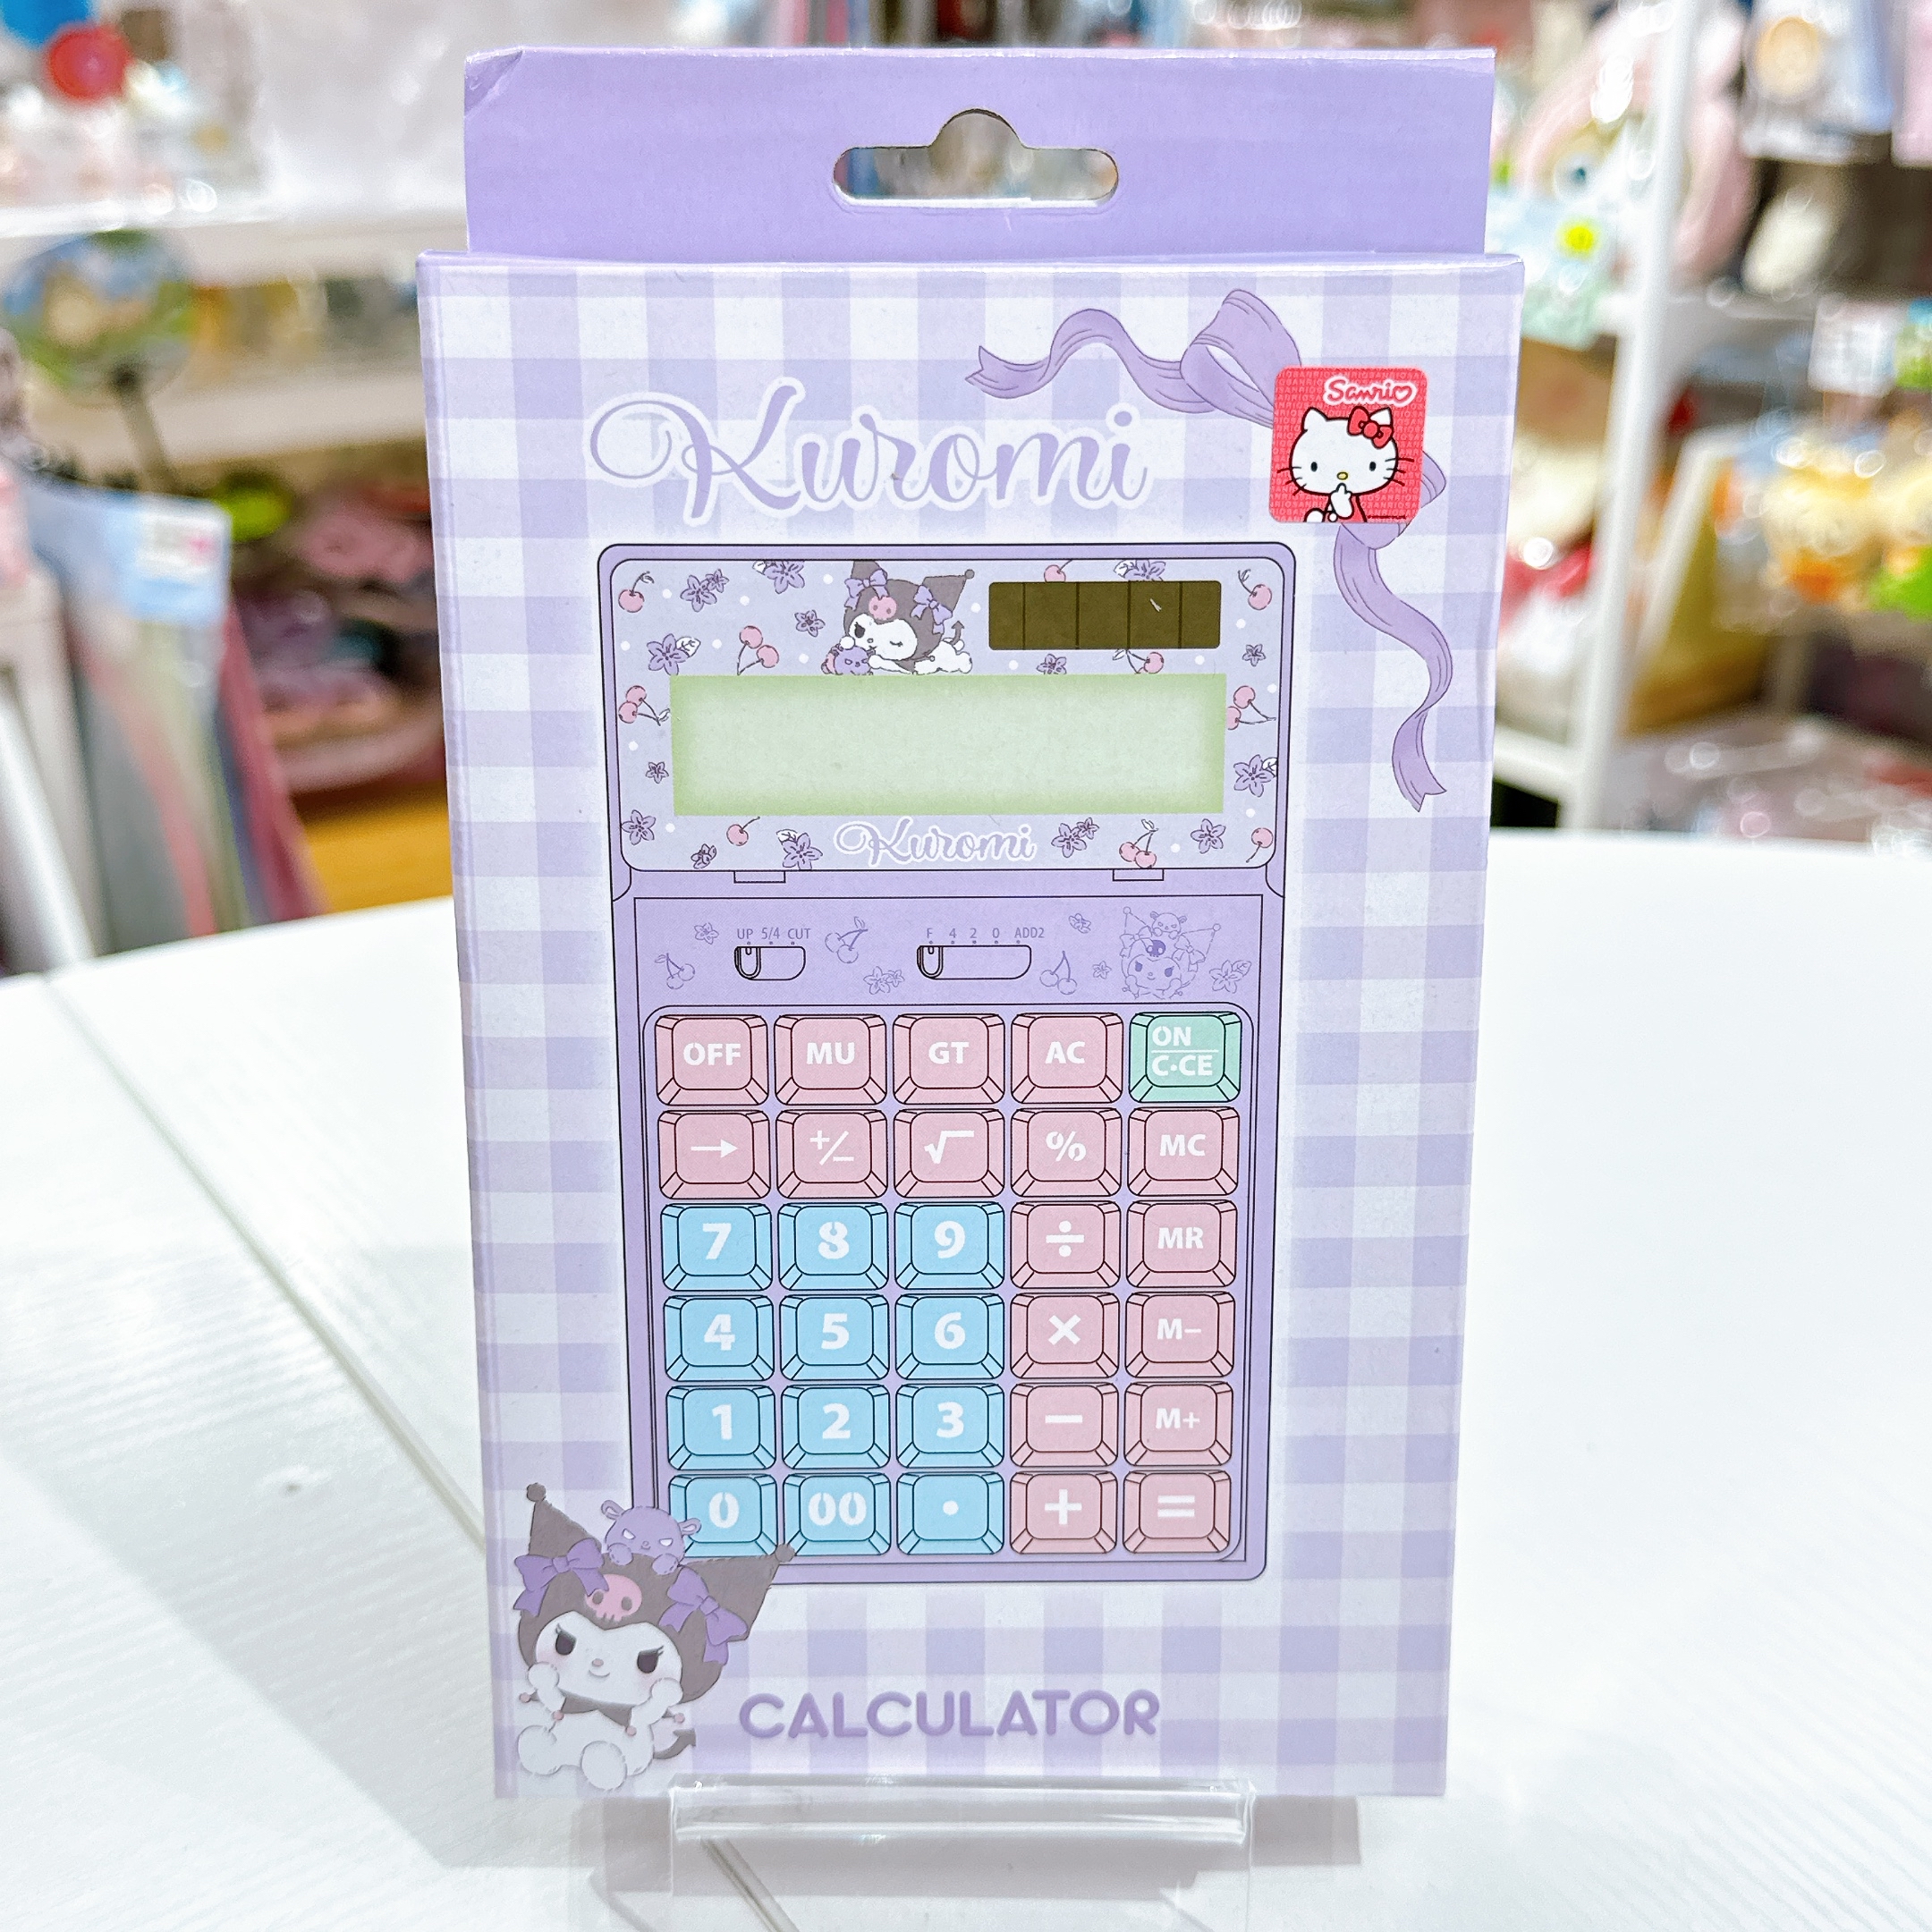 Kuromi
Sanrio
Kuromi
UP 5/4 CUT
F 4 2 0 ADD2
OFF MU GT AC ON
C·CE
→ +/− √ % MC
7 8 9 ÷ MR
4 5 6 × M−
1 2 3 − M+
0 00 · + =
CALCULATOR